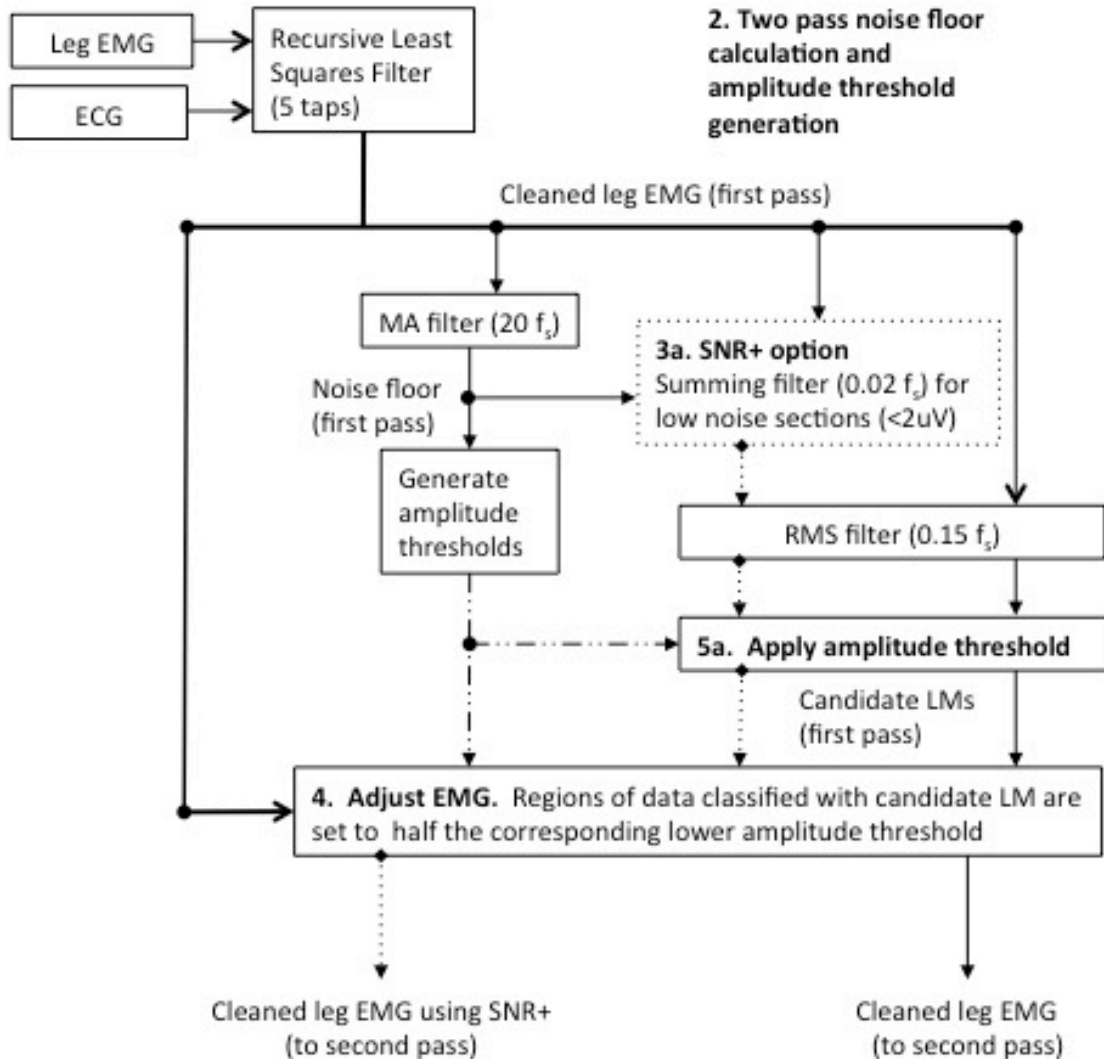 Leg EMG
ECG
Recursive Least
Squares Filter
(5 taps)
2. Two pass noise floor
calculation and
amplitude threshold
generation
Cleaned leg EMG (first pass)
MA filter (20 fs)
3a. SNR+ option
Summing filter (0.02 fs) for
low noise sections (<2uV)
Noise floor
(first pass)
Generate
amplitude
thresholds
RMS filter (0.15 fs)
5a. Apply amplitude threshold
Candidate LMs
(first pass)
4. Adjust EMG. Regions of data classified with candidate LM are
set to half the corresponding lower amplitude threshold
Cleaned leg EMG using SNR+
(to second pass)
Cleaned leg EMG
(to second pass)